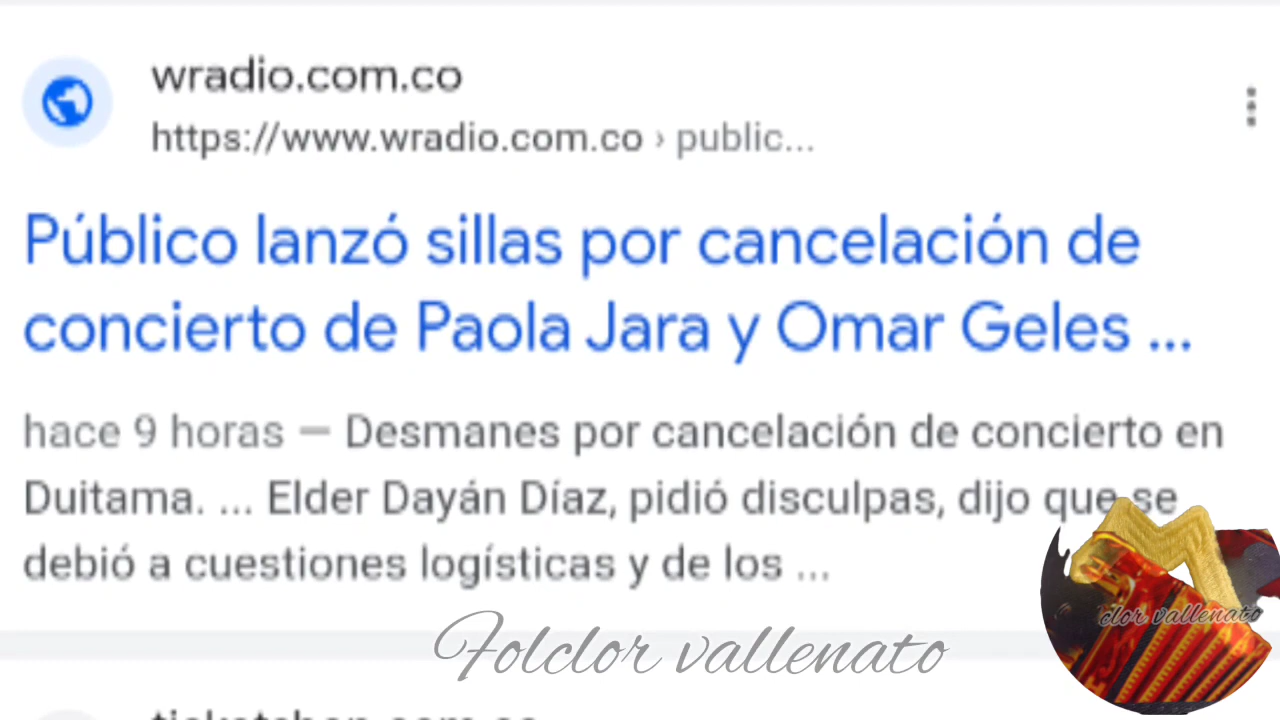 wradio.com.co
https://www.wradio.com.co › public...
Público lanzó sillas por cancelación de
concierto de Paola Jara y Omar Geles ...
hace 9 horas — Desmanes por cancelación de concierto en
Duitama. ... Elder Dayán Díaz, pidió disculpas, dijo que se
debió a cuestiones logísticas y de los ...
clor vallenato
Folclor vallenato